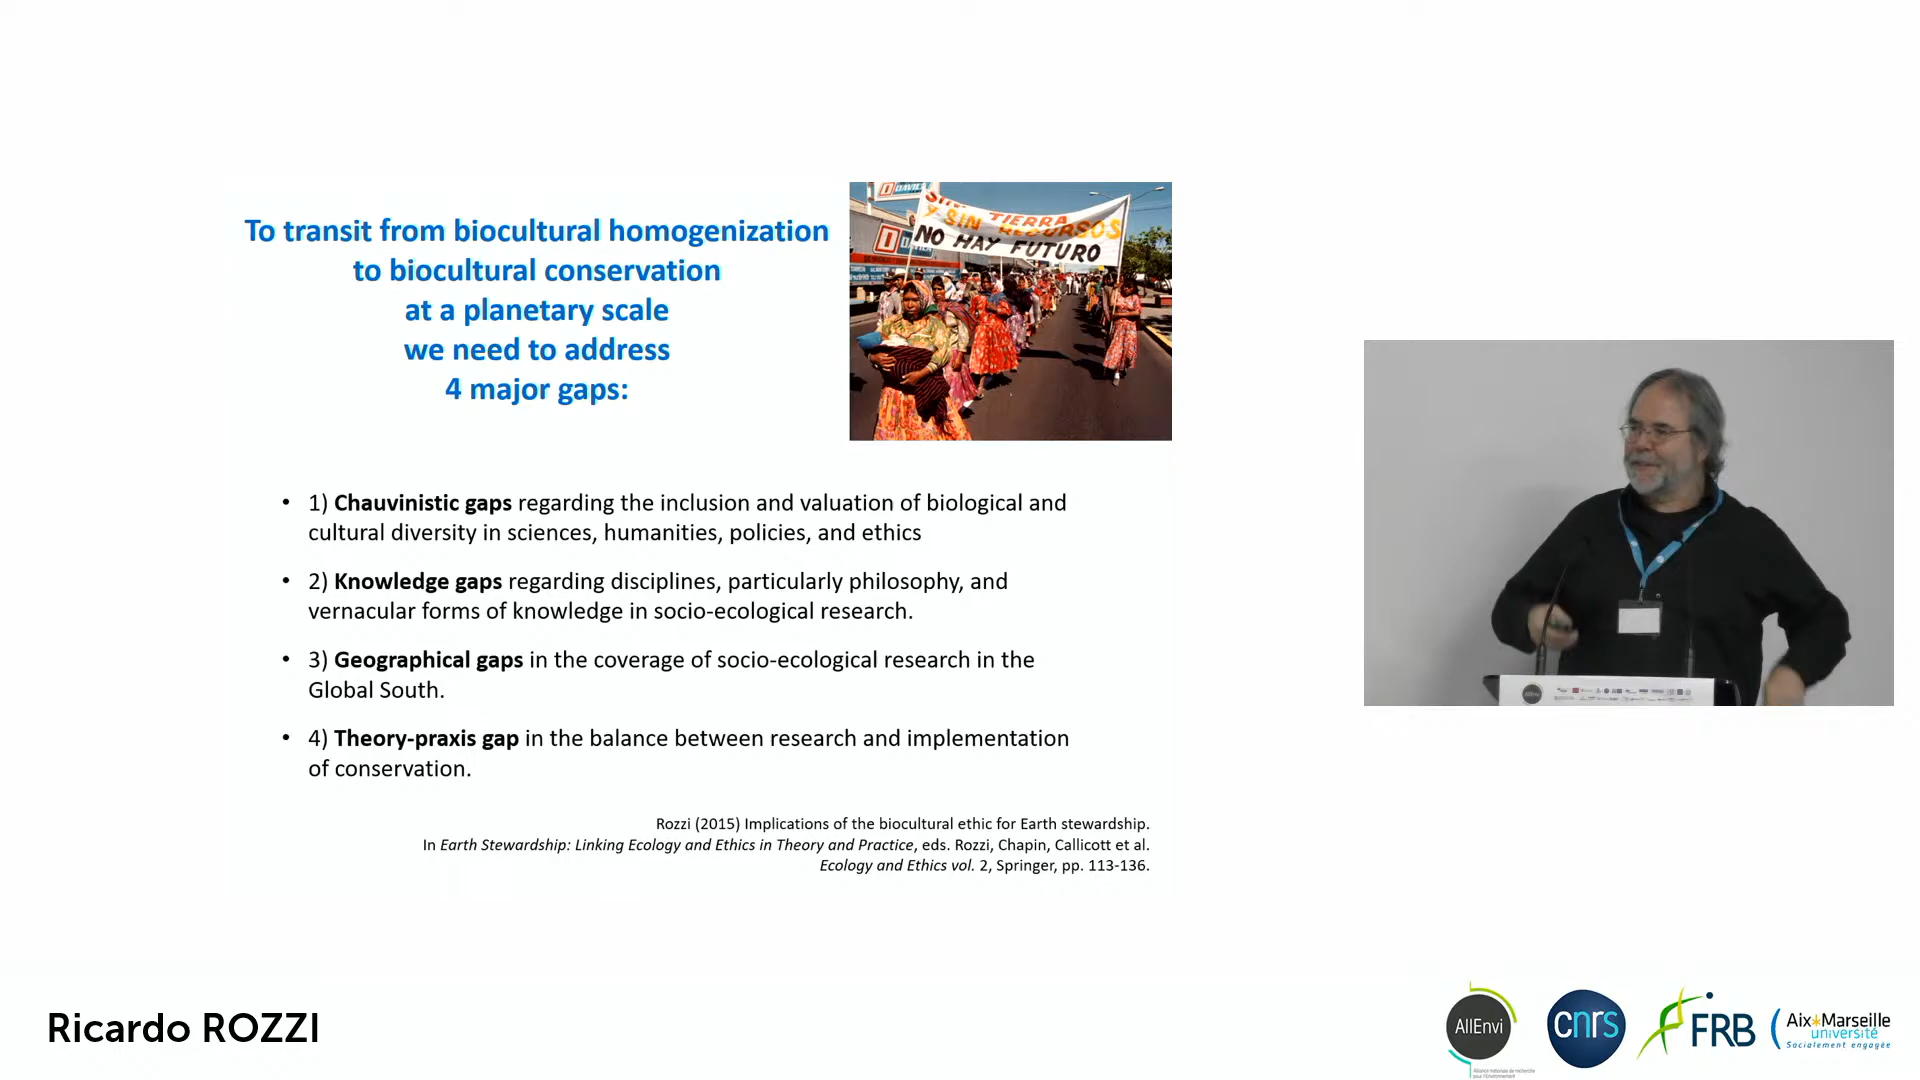 To transit from biocultural homogenization
to biocultural conservation
at a planetary scale
we need to address
4 major gaps:
TIERRA
Y SIN RECURSOS
NO HAY FUTURO
• 1) Chauvinistic gaps regarding the inclusion and valuation of biological and
cultural diversity in sciences, humanities, policies, and ethics
• 2) Knowledge gaps regarding disciplines, particularly philosophy, and
vernacular forms of knowledge in socio-ecological research.
• 3) Geographical gaps in the coverage of socio-ecological research in the
Global South.
• 4) Theory-praxis gap in the balance between research and implementation
of conservation.
Rozzi (2015) Implications of the biocultural ethic for Earth stewardship.
In Earth Stewardship: Linking Ecology and Ethics in Theory and Practice, eds. Rozzi, Chapin, Callicott et al.
Ecology and Ethics vol. 2, Springer, pp. 113-136.
Ricardo ROZZI
AllEnvi
Alliance nationale de recherche
pour l'Environnement
cnrs
FRB
Aix*Marseille
université
Socialement engagée